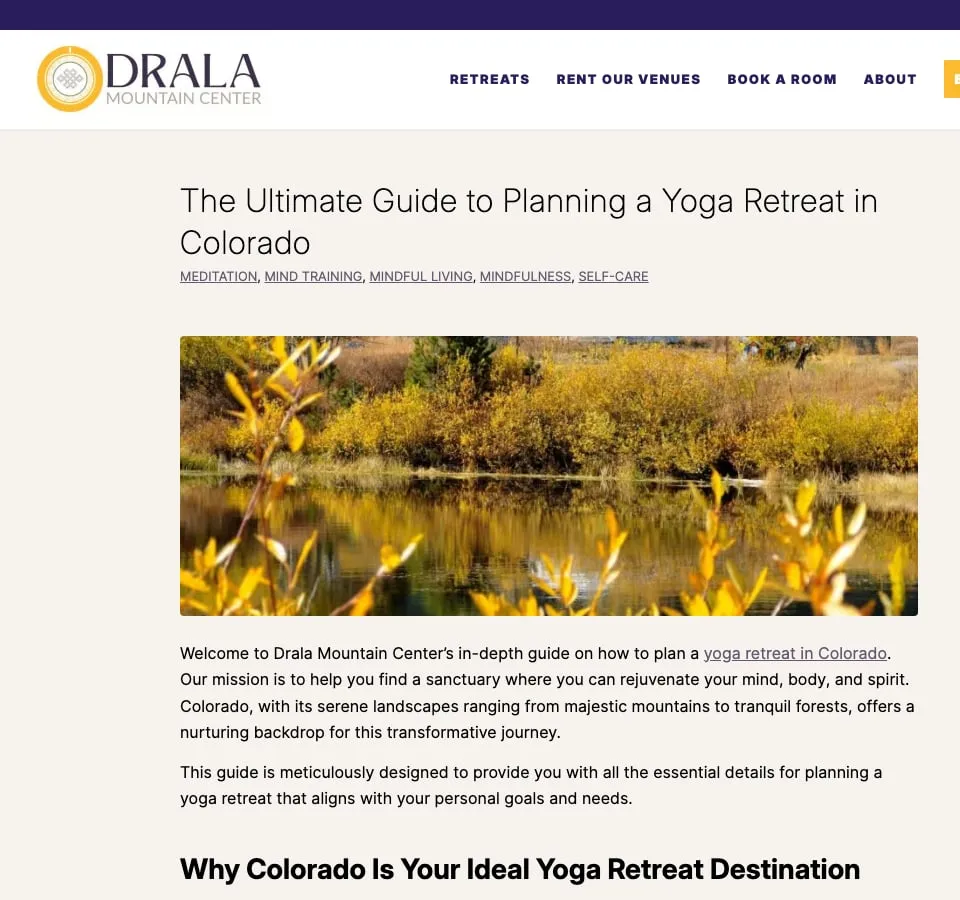 DRALA
MOUNTAIN CENTER
RETREATS RENT OUR VENUES BOOK A ROOM ABOUT
The Ultimate Guide to Planning a Yoga Retreat in
Colorado
MEDITATION, MIND TRAINING, MINDFUL LIVING, MINDFULNESS, SELF-CARE
Welcome to Drala Mountain Center’s in-depth guide on how to plan a yoga retreat in Colorado.
Our mission is to help you find a sanctuary where you can rejuvenate your mind, body, and spirit.
Colorado, with its serene landscapes ranging from majestic mountains to tranquil forests, offers a
nurturing backdrop for this transformative journey.
This guide is meticulously designed to provide you with all the essential details for planning a
yoga retreat that aligns with your personal goals and needs.
Why Colorado Is Your Ideal Yoga Retreat Destination